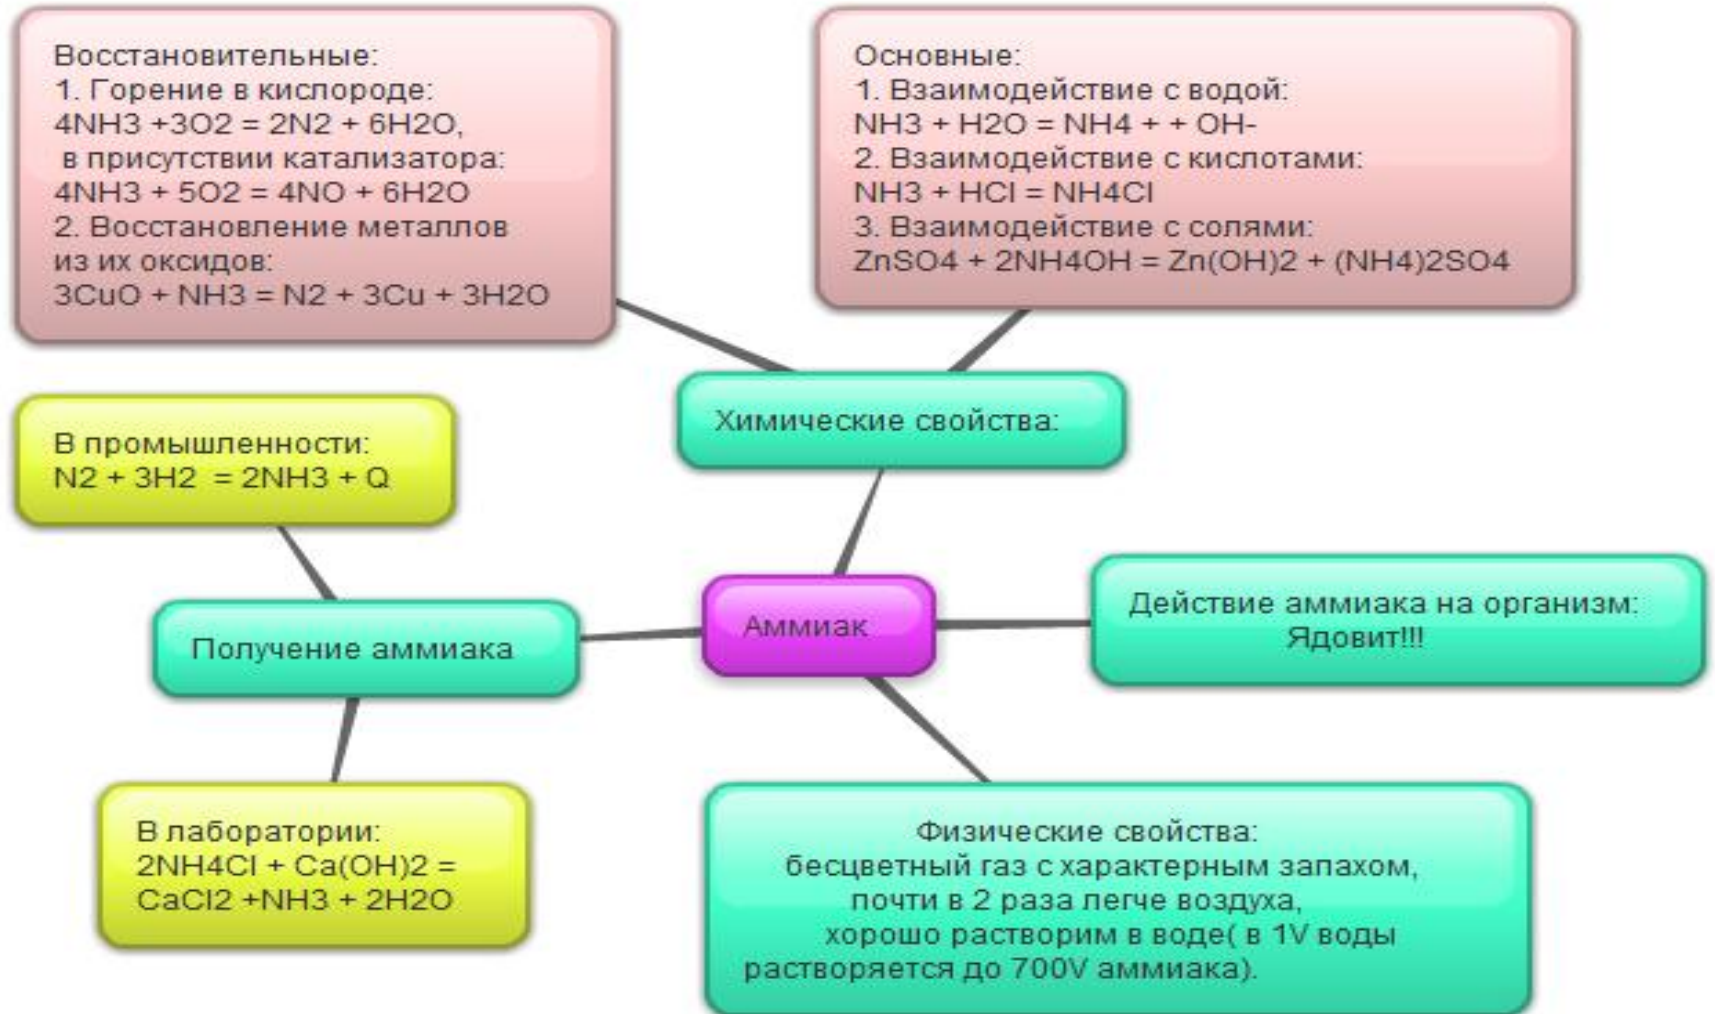 Восстановительные:
1. Горение в кислороде:
4NH3 +3O2 = 2N2 + 6H2O,
в присутствии катализатора:
4NH3 + 5O2 = 4NO + 6H2O
2. Восстановление металлов
из их оксидов:
3CuO + NH3 = N2 + 3Cu + 3H2O
Основные:
1. Взаимодействие с водой:
NH3 + H2O = NH4 + + OH-
2. Взаимодействие с кислотами:
NH3 + HCl = NH4Cl
3. Взаимодействие с солями:
ZnSO4 + 2NH4OH = Zn(OH)2 + (NH4)2SO4
Химические свойства:
В промышленности:
N2 + 3H2 = 2NH3 + Q
Получение аммиака
Аммиак
Действие аммиака на организм:
Ядовит!!!
В лаборатории:
2NH4Cl + Ca(OH)2 =
CaCl2 +NH3 + 2H2O
Физические свойства:
бесцветный газ с характерным запахом,
почти в 2 раза легче воздуха,
хорошо растворим в воде( в 1V воды
растворяется до 700V аммиака).